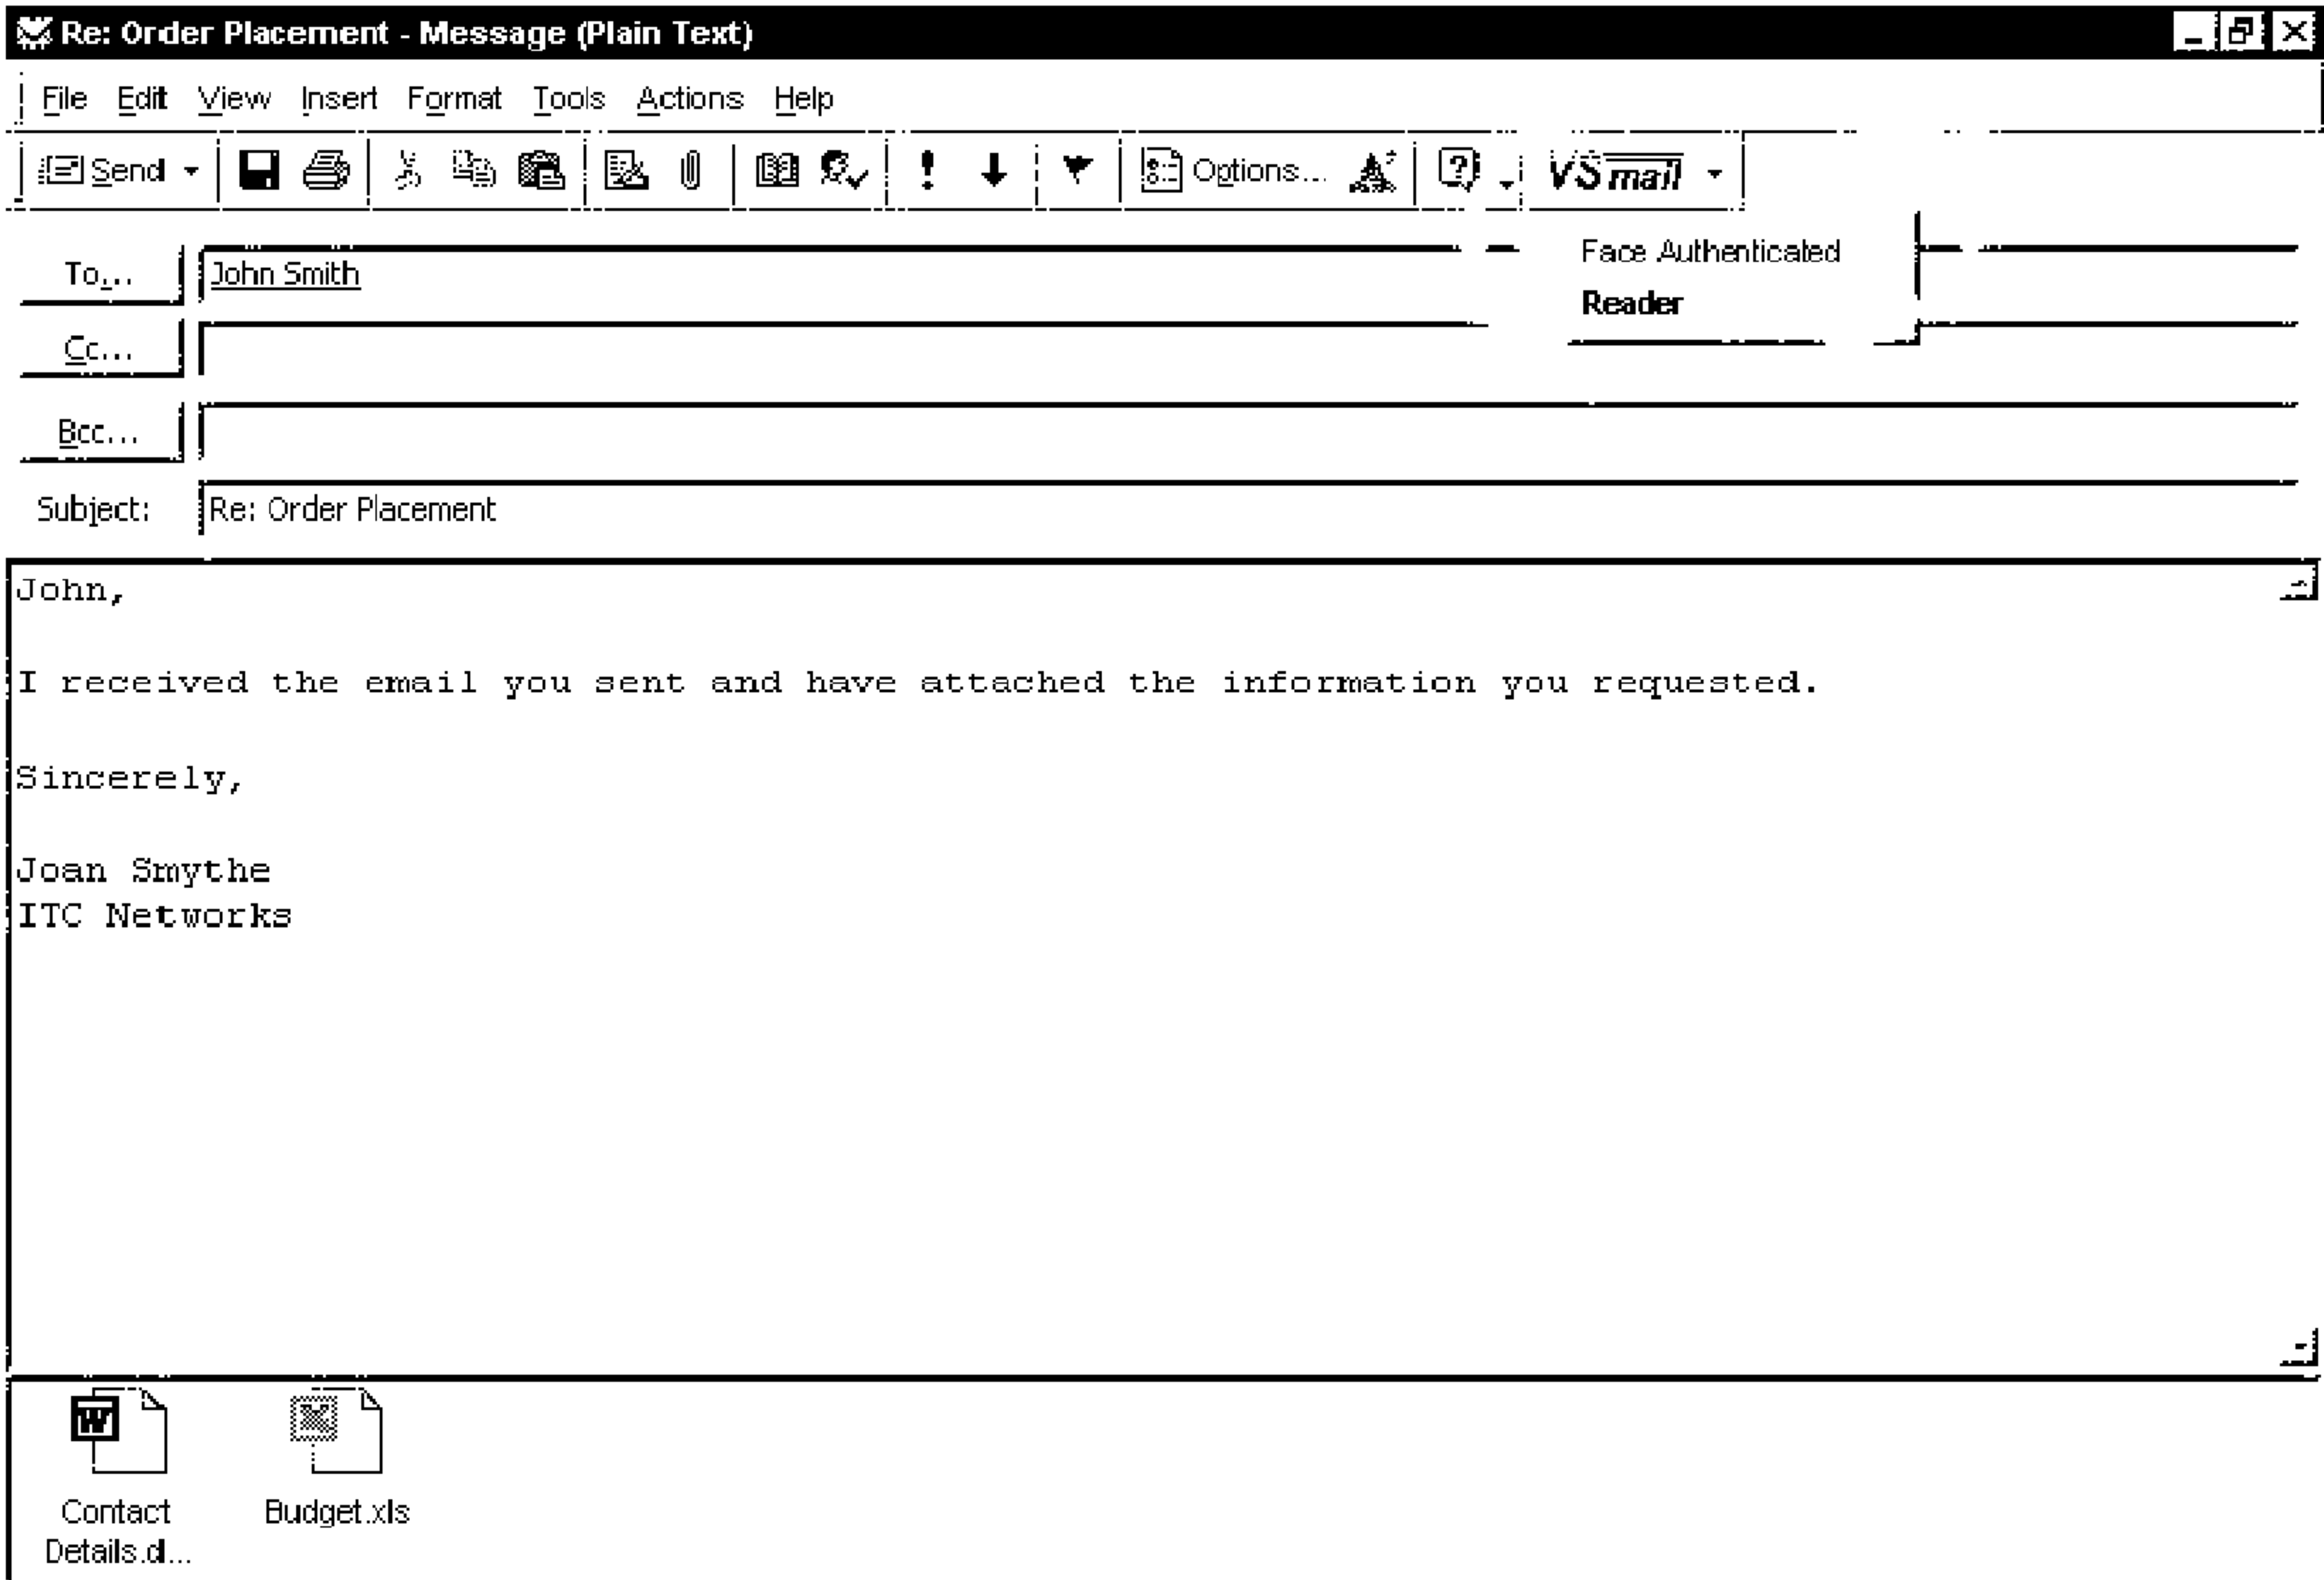 Re: Order Placement - Message (Plain Text)
File Edit View Insert Format Tools Actions Help
Send Options... VSmail
Face Authenticated
Reader
To... John Smith
Cc...
Bcc...
Subject: Re: Order Placement
John,
I received the email you sent and have attached the information you requested.
Sincerely,
Joan Smythe
ITC Networks
Contact Budget.xls
Details.d...